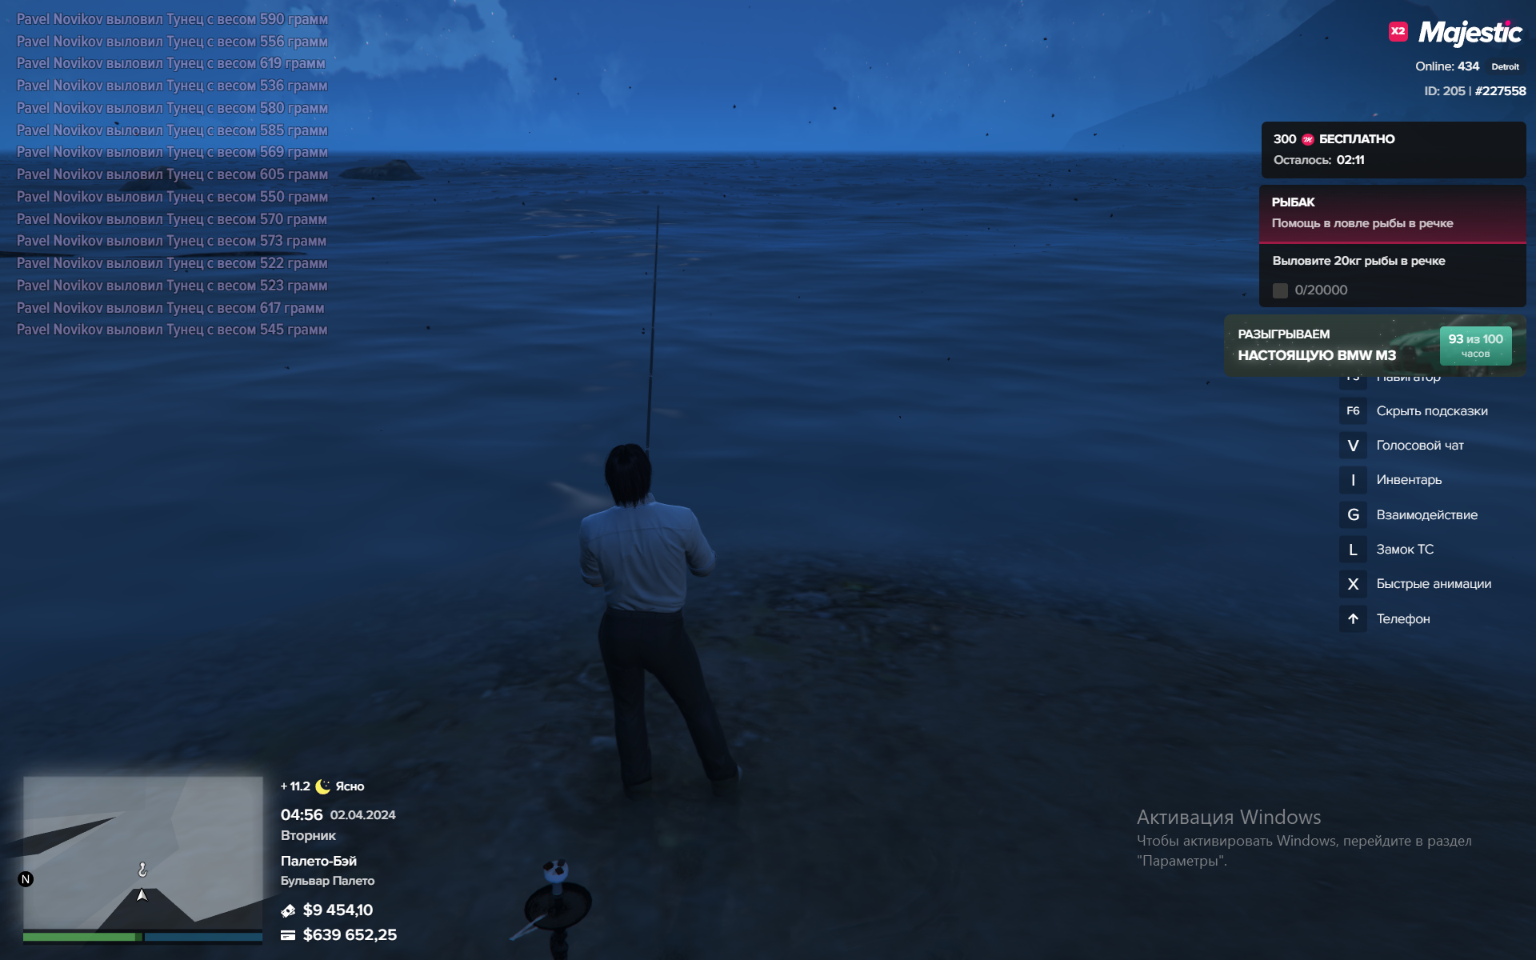 Pavel Novikov выловил Тунец с весом 590 грамм
Pavel Novikov выловил Тунец с весом 556 грамм
Pavel Novikov выловил Тунец с весом 619 грамм
Pavel Novikov выловил Тунец с весом 536 грамм
Pavel Novikov выловил Тунец с весом 580 грамм
Pavel Novikov выловил Тунец с весом 585 грамм
Pavel Novikov выловил Тунец с весом 569 грамм
Pavel Novikov выловил Тунец с весом 605 грамм
Pavel Novikov выловил Тунец с весом 550 грамм
Pavel Novikov выловил Тунец с весом 570 грамм
Pavel Novikov выловил Тунец с весом 573 грамм
Pavel Novikov выловил Тунец с весом 522 грамм
Pavel Novikov выловил Тунец с весом 523 грамм
Pavel Novikov выловил Тунец с весом 617 грамм
Pavel Novikov выловил Тунец с весом 545 грамм
X2 Majestic
Online: 434 Detroit
ID: 205 | #227558
300 БЕСПЛАТНО
Осталось: 02:11
РЫБАК
Помощь в ловле рыбы в речке
Выловите 20кг рыбы в речке
0/20000
РАЗЫГРЫВАЕМ
НАСТОЯЩУЮ BMW M3
93 из 100
часов
Навигатор
F6 Скрыть подсказки
V Голосовой чат
I Инвентарь
G Взаимодействие
L Замок ТС
X Быстрые анимации
Телефон
N
+ 11.2 Ясно
04:56 02.04.2024
Вторник
Палето-Бэй
Бульвар Палето
$9 454,10
$639 652,25
Активация Windows
Чтобы активировать Windows, перейдите в раздел
"Параметры".